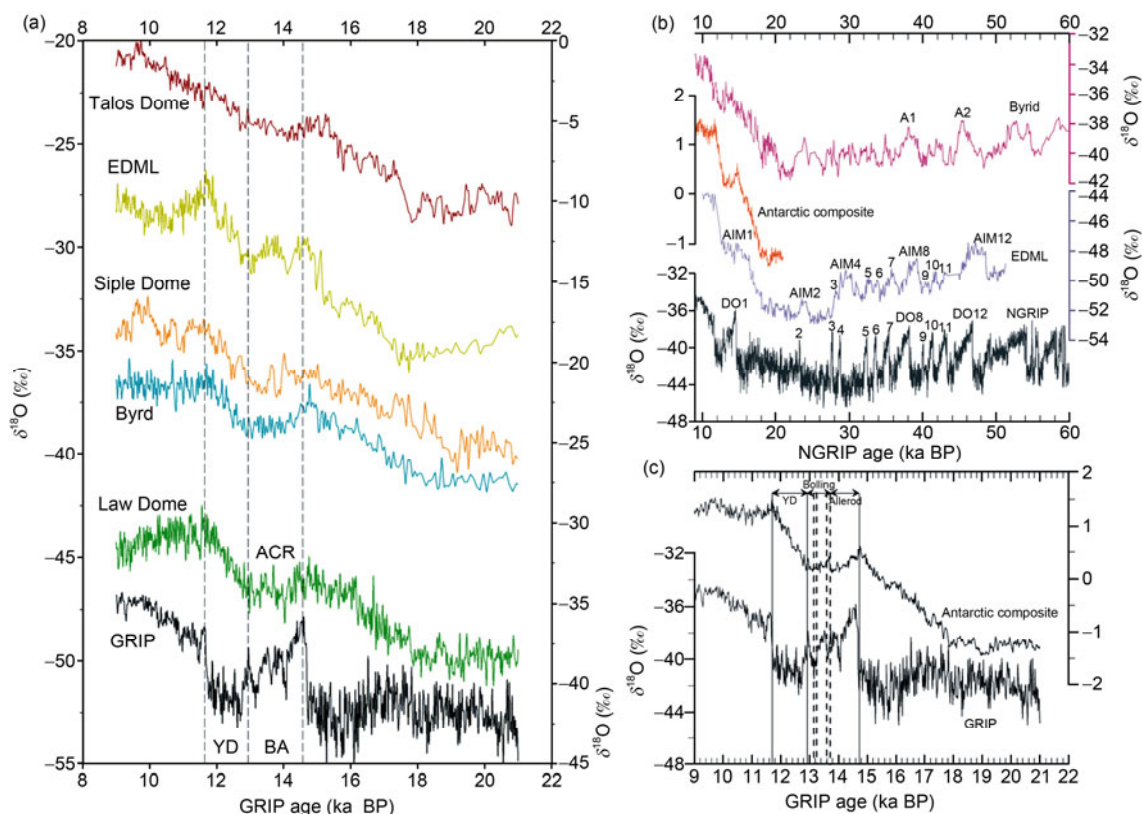 (a)
8 10 12 14 16 18 20 22
−20 −25 −30 −35 −40 −45 −50 −55
δ¹⁸O (‰)
0 −5 −10 −15 −20 −25 −30 −35 −40 −45
δ¹⁸O (‰)
Talos Dome
EDML
Siple Dome
Byrd
Law Dome
ACR
GRIP
YD BA
8 10 12 14 16 18 20 22
GRIP age (ka BP)
(b)
10 20 30 40 50 60
−32 −34 −36 −38 −40 −42
δ¹⁸O (‰)
2 1 0 −1
A1 A2 Byrid
Antarctic composite
−44 −46 −48 −50 −52 −54
δ¹⁸O (‰)
AIM1 AIM2 3 AIM4 5 6 7 AIM8 9 10 11 AIM12 EDML
−32 −36 −40 −44 −48
δ¹⁸O (‰)
DO1 2 3 4 5 6 7 DO8 9 10 11 DO12 NGRIP
10 20 30 40 50 60
NGRIP age (ka BP)
(c)
Bolling
YD Allerod
2 1 0 −1 −2
δ¹⁸O (‰)
−32 −36 −40 −44 −48
δ¹⁸O (‰)
Antarctic composite
GRIP
9 10 11 12 13 14 15 16 17 18 19 20 21 22
GRIP age (ka BP)